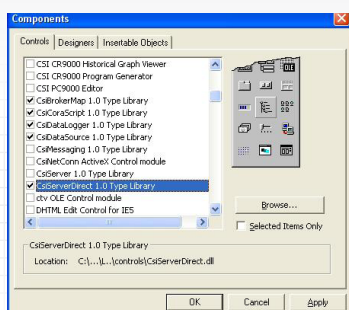 Components
Controls Designers Insertable Objects
CSI CR9000 Historical Graph Viewer
CSI CR9000 Program Generator
CSI PC9000 Editor
CsiBrokerMap 1.0 Type Library
CsiCoraScript 1.0 Type Library
CsiDataLogger 1.0 Type Library
CsiDataSource 1.0 Type Library
CsiMessaging 1.0 Type Library
CsiNetConn ActiveX Control module
CsiServer 1.0 Type Library
CsiServerDirect 1.0 Type Library
ctv OLE Control module
DHTML Edit Control for IE5
Browse...
Selected Items Only
CsiServerDirect 1.0 Type Library
Location: C:\...\L...\controls\CsiServerDirect.dll
OK Cancel Apply